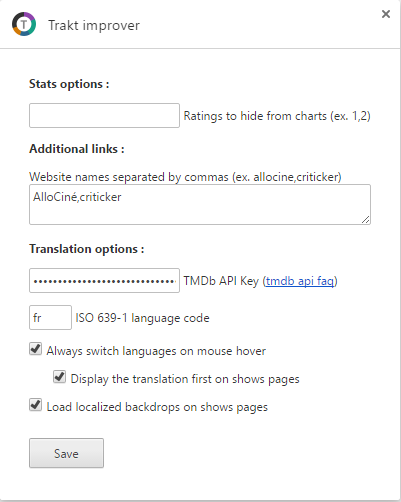 T Trakt improver ×
Stats options :
Ratings to hide from charts (ex. 1,2)
Additional links :
Website names separated by commas (ex. allocine,criticker)
AlloCiné,criticker
Translation options :
•••••••••••••••••••••••••••• TMDb API Key (tmdb api faq)
fr ISO 639-1 language code
Always switch languages on mouse hover
Display the translation first on shows pages
Load localized backdrops on shows pages
Save